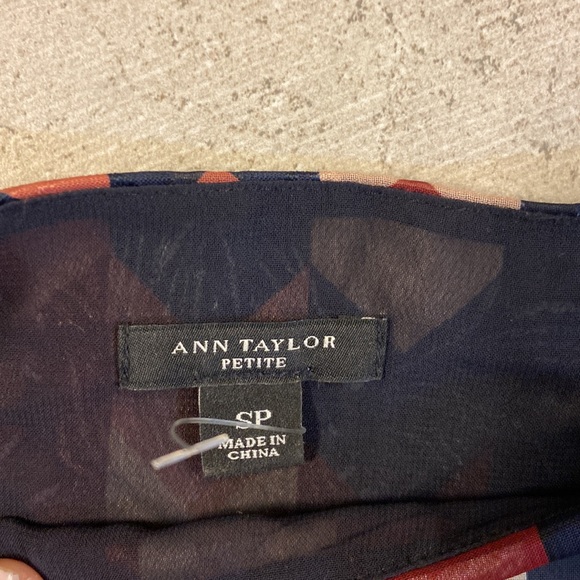 ANN TAYLOR
PETITE
SP
MADE IN
CHINA